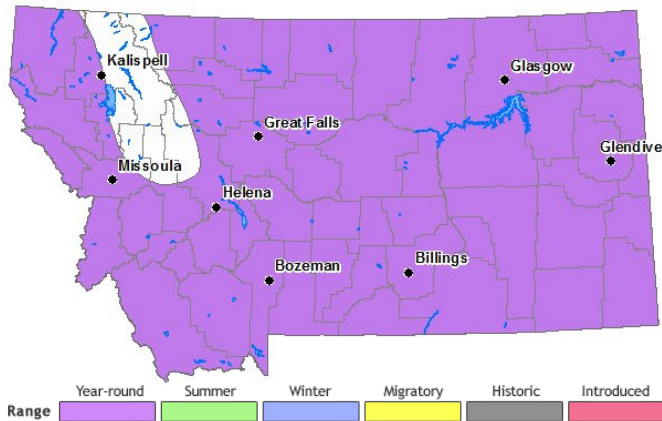 Kalispell
Glasgow
Great Falls
Glendive
Missoula
Helena
Bozeman
Billings
Range Year-round Summer Winter Migratory Historic Introduced